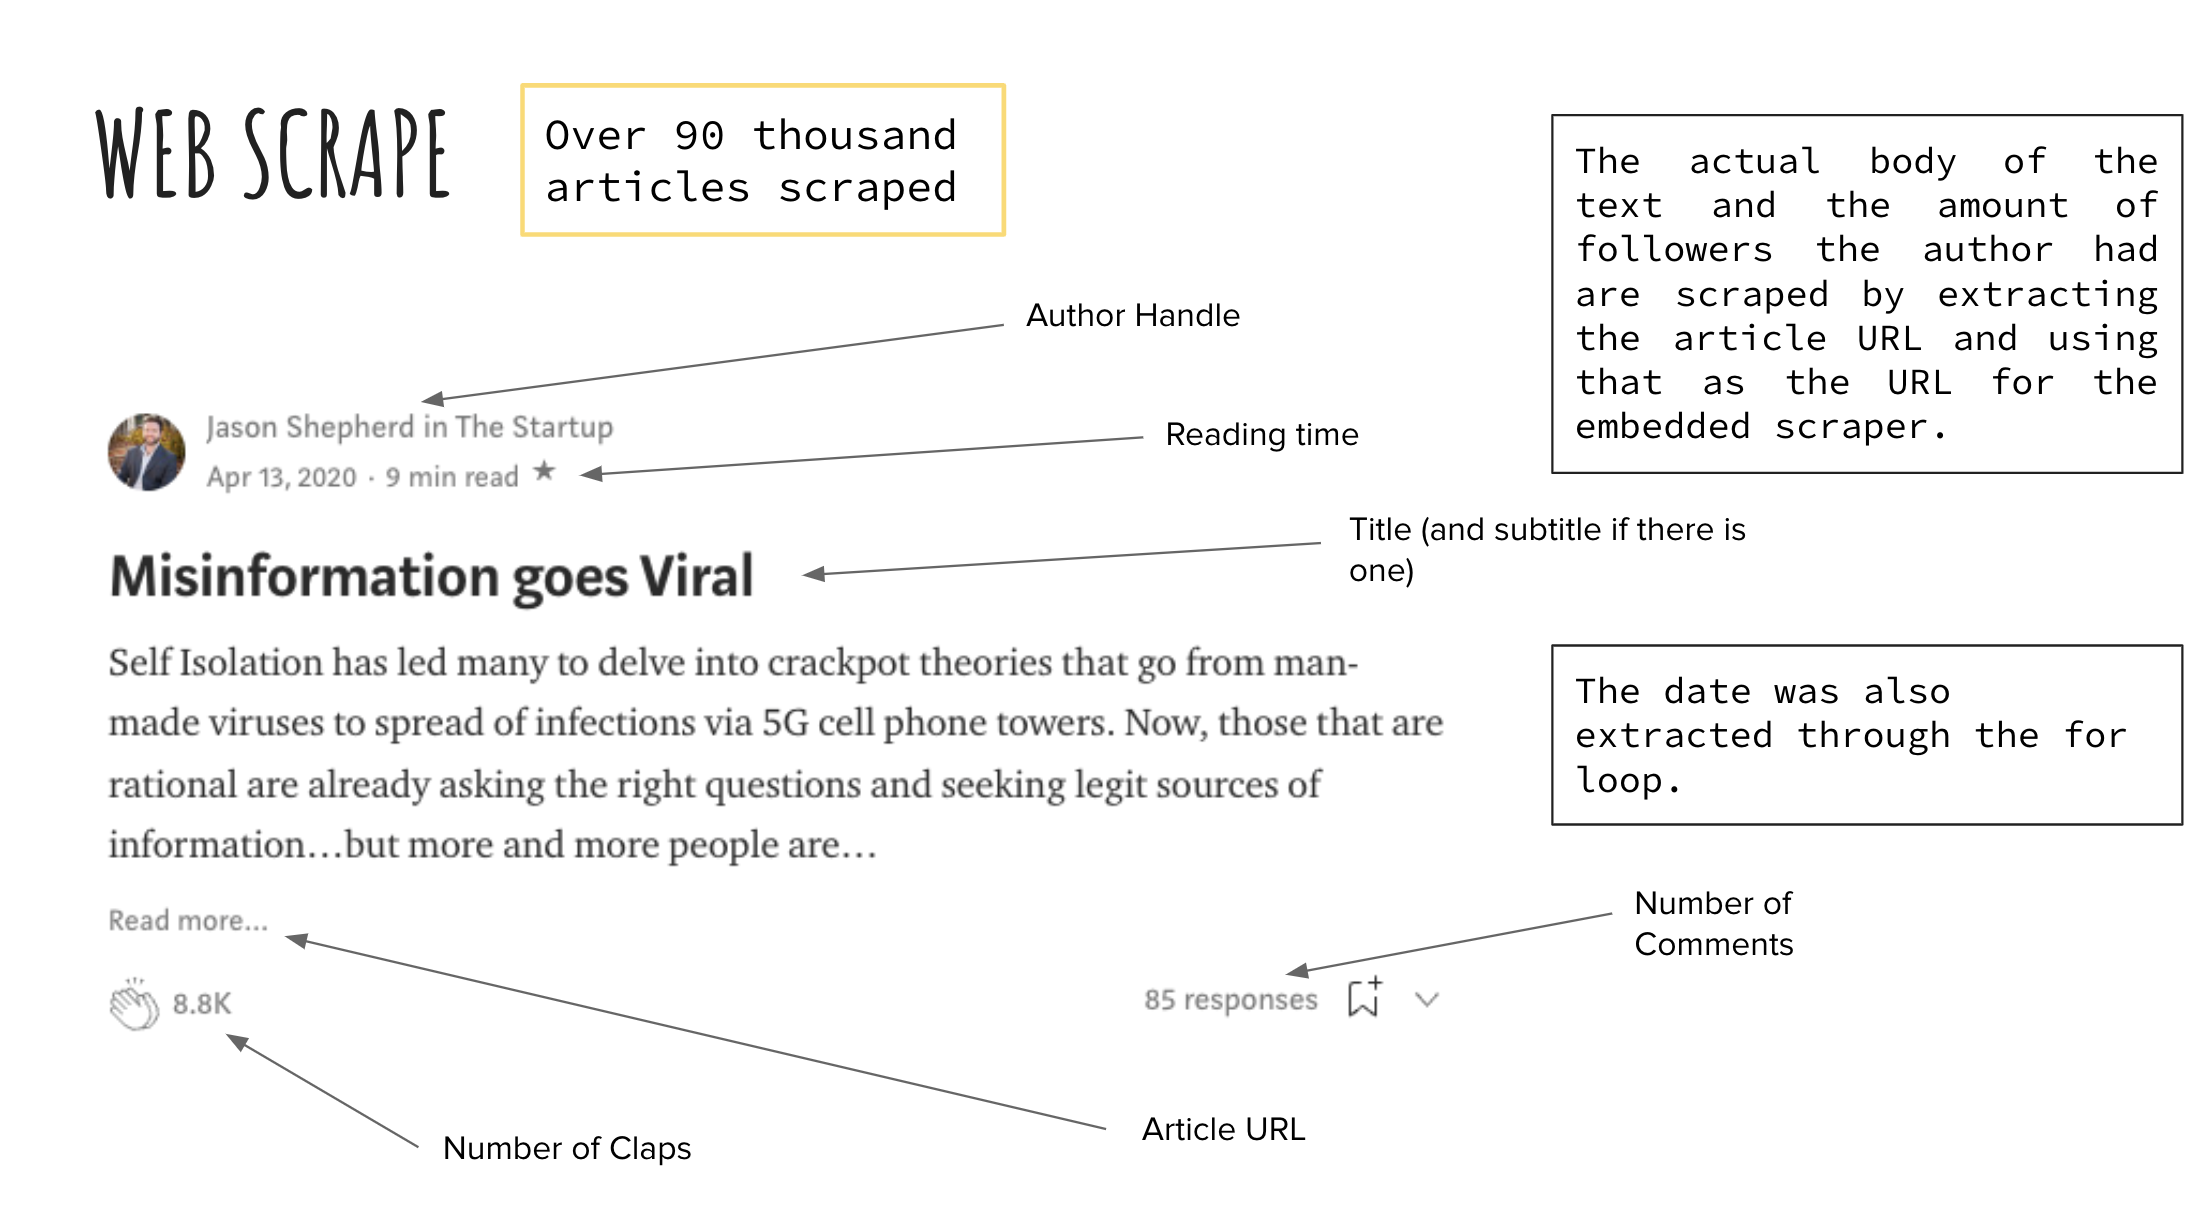 WEB SCRAPE
Over 90 thousand
articles scraped
The actual body of the
text and the amount of
followers the author had
are scraped by extracting
the article URL and using
that as the URL for the
embedded scraper.
Author Handle
Jason Shepherd in The Startup
Reading time
Apr 13, 2020 · 9 min read ★
Title (and subtitle if there is
one)
Misinformation goes Viral
Self Isolation has led many to delve into crackpot theories that go from man-
made viruses to spread of infections via 5G cell phone towers. Now, those that are
rational are already asking the right questions and seeking legit sources of
information…but more and more people are…
The date was also
extracted through the for
loop.
Read more…
Number of
Comments
8.8K
85 responses
Article URL
Number of Claps